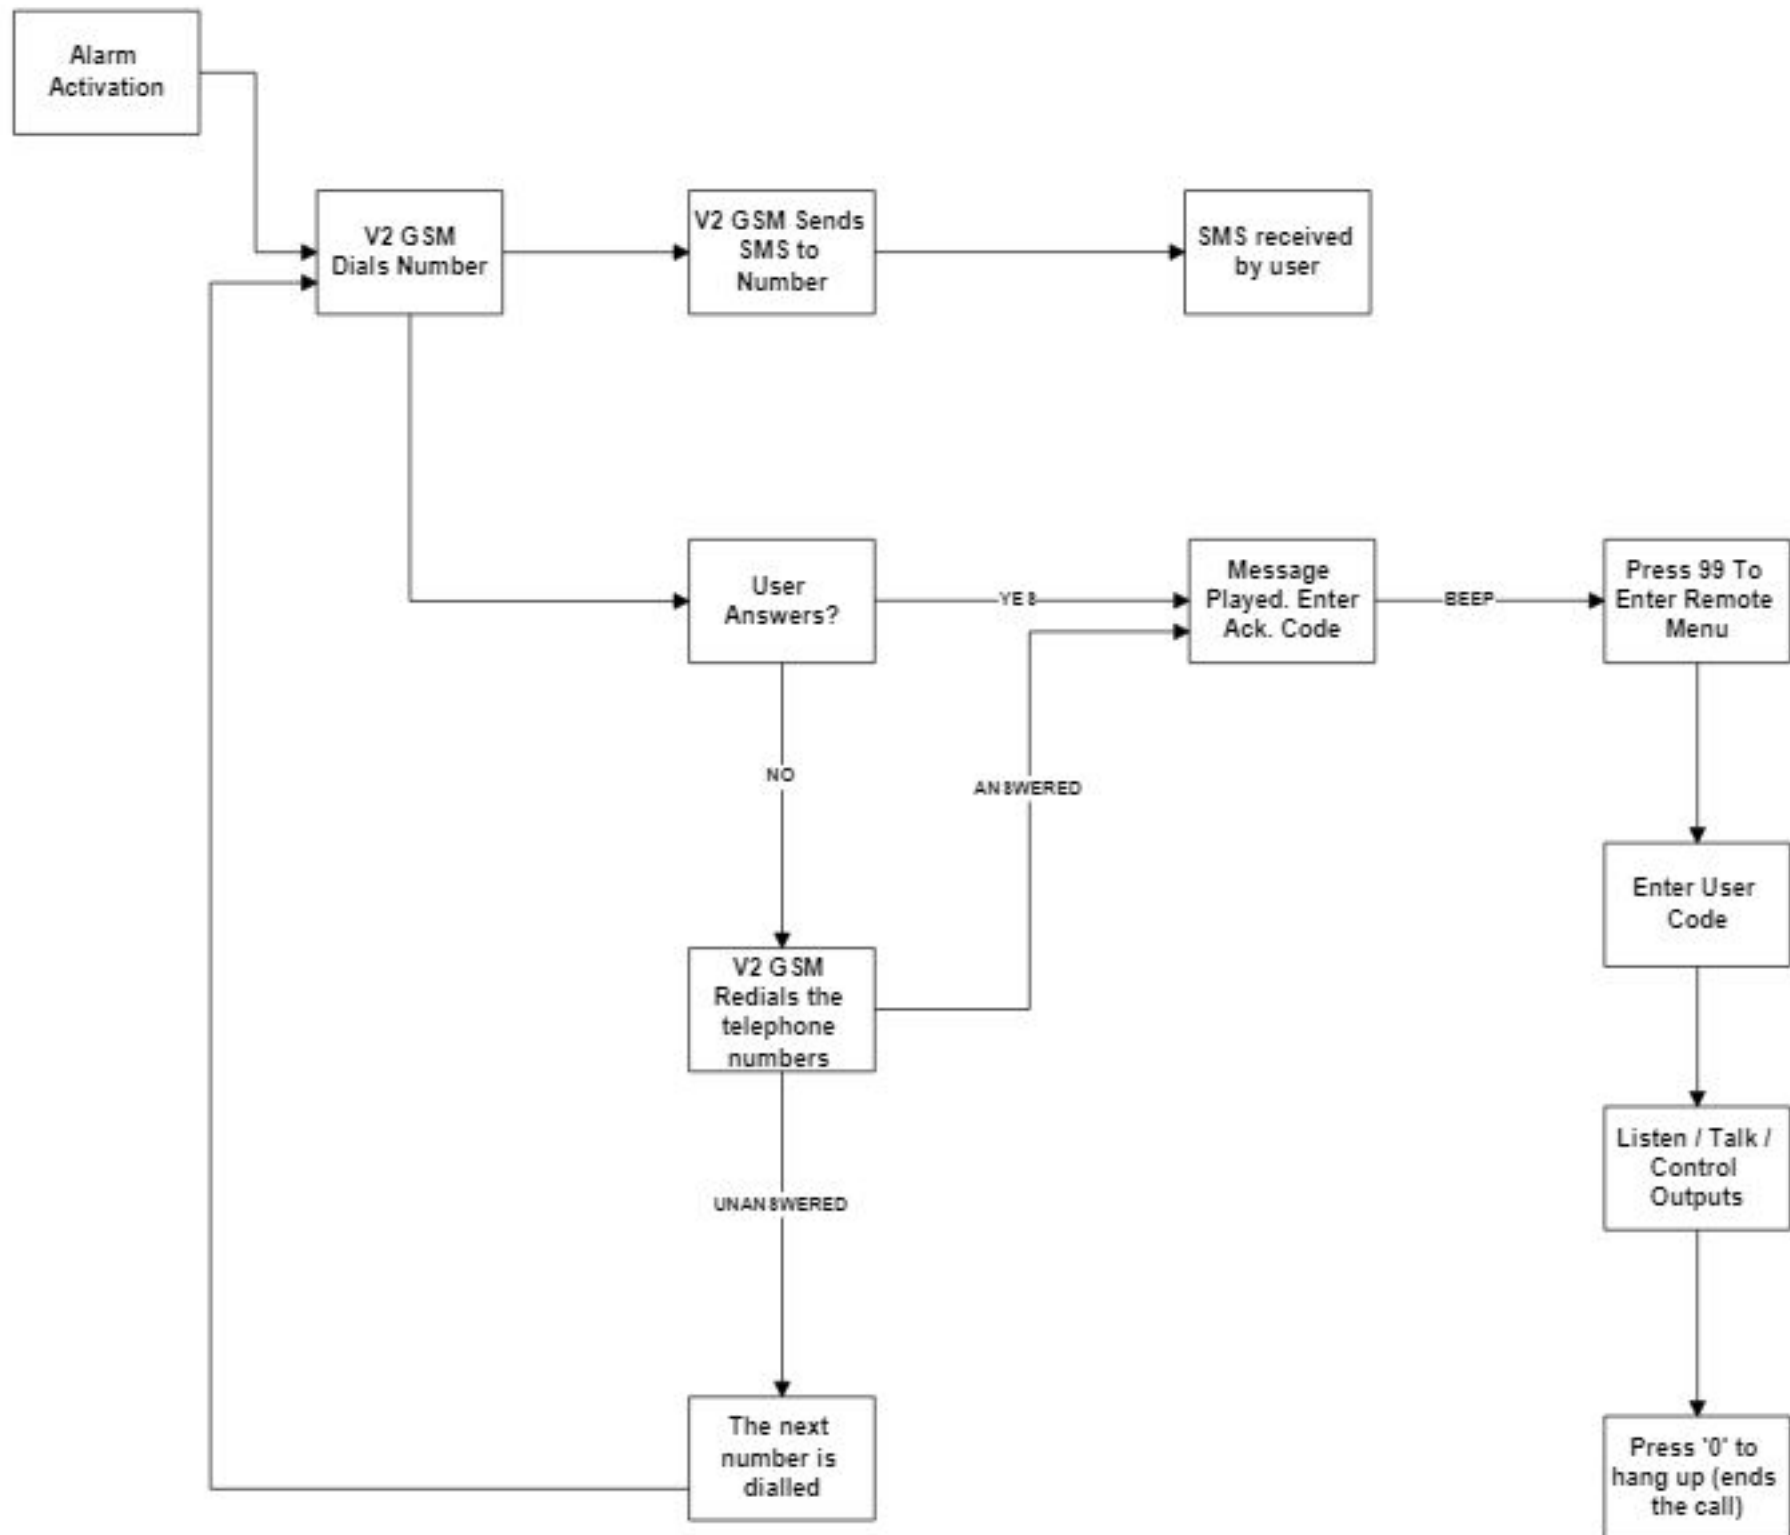 Alarm
Activation
V2 GSM
Dials Number
V2 GSM Sends
SMS to
Number
SMS received
by user
User
Answers?
YES
Message
Played. Enter
Ack. Code
BEEP
Press 99 To
Enter Remote
Menu
NO
ANSWERED
Enter User
Code
V2 GSM
Redials the
telephone
numbers
Listen / Talk /
Control
Outputs
UNANSWERED
The next
number is
dialled
Press '0' to
hang up (ends
the call)